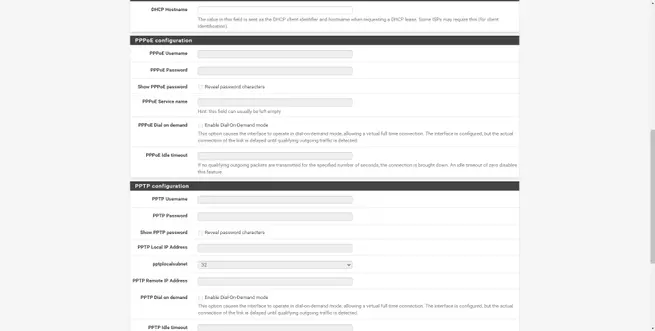 DHCP Hostname
The value in this field is sent as the DHCP client identifier and hostname when requesting a DHCP lease. Some ISPs may require this (for client
identification).
PPPoE configuration
PPPoE Username
PPPoE Password
Show PPPoE password
Reveal password characters
PPPoE Service name
Hint: this field can usually be left empty
PPPoE Dial on demand
Enable Dial-On-Demand mode
This option causes the interface to operate in dial-on-demand mode, allowing a virtual full time connection. The interface is configured, but the actual
connection of the link is delayed until qualifying outgoing traffic is detected.
PPPoE Idle timeout
If no qualifying outgoing packets are transmitted for the specified number of seconds, the connection is brought down. An idle timeout of zero disables
this feature.
PPTP configuration
PPTP Username
PPTP Password
Show PPTP password
Reveal password characters
PPTP Local IP Address
pptplocalsubnet
32
PPTP Remote IP Address
PPTP Dial on demand
Enable Dial-On-Demand mode
This option causes the interface to operate in dial-on-demand mode, allowing a virtual full time connection. The interface is configured, but the actual
connection of the link is delayed until qualifying outgoing traffic is detected.
PPTP Idle timeout